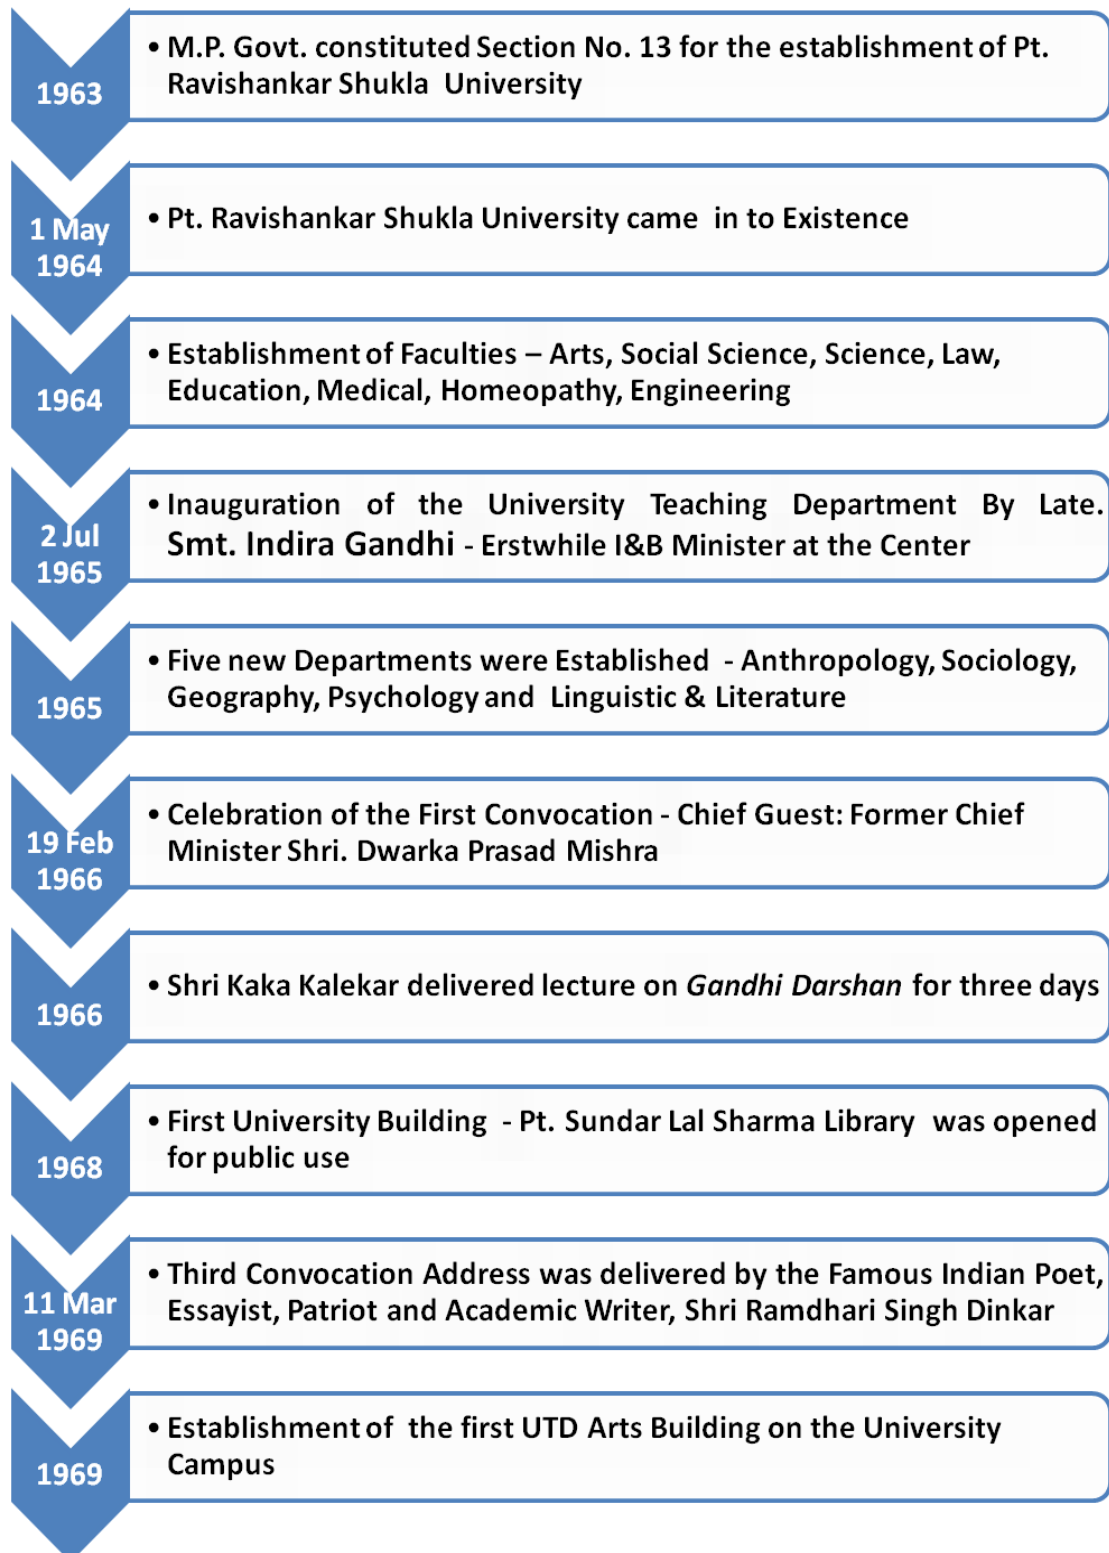 1963
• M.P. Govt. constituted Section No. 13 for the establishment of Pt.
Ravishankar Shukla University
1 May
1964
• Pt. Ravishankar Shukla University came in to Existence
1964
• Establishment of Faculties – Arts, Social Science, Science, Law,
Education, Medical, Homeopathy, Engineering
2 Jul
1965
• Inauguration of the University Teaching Department By Late.
Smt. Indira Gandhi - Erstwhile I&B Minister at the Center
1965
• Five new Departments were Established - Anthropology, Sociology,
Geography, Psychology and Linguistic & Literature
19 Feb
1966
• Celebration of the First Convocation - Chief Guest: Former Chief
Minister Shri. Dwarka Prasad Mishra
1966
• Shri Kaka Kalekar delivered lecture on Gandhi Darshan for three days
1968
• First University Building - Pt. Sundar Lal Sharma Library was opened
for public use
11 Mar
1969
• Third Convocation Address was delivered by the Famous Indian Poet,
Essayist, Patriot and Academic Writer, Shri Ramdhari Singh Dinkar
1969
• Establishment of the first UTD Arts Building on the University
Campus